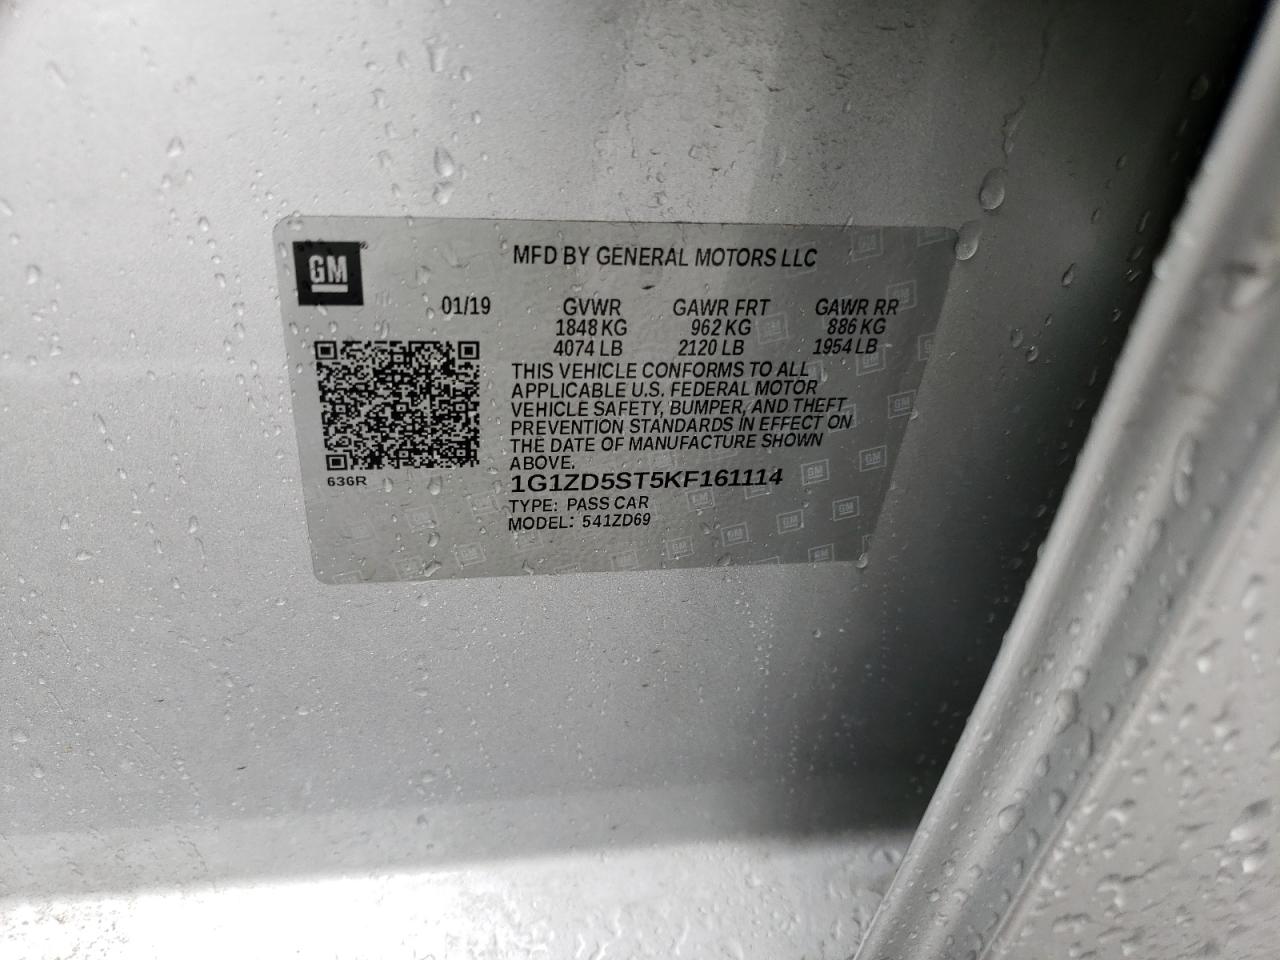 GM
MFD BY GENERAL MOTORS LLC
01/19 GVWR GAWR FRT GAWR RR
1848 KG 962 KG 886 KG
4074 LB 2120 LB 1954 LB
THIS VEHICLE CONFORMS TO ALL
APPLICABLE U.S. FEDERAL MOTOR
VEHICLE SAFETY, BUMPER, AND THEFT
PREVENTION STANDARDS IN EFFECT ON
THE DATE OF MANUFACTURE SHOWN
ABOVE.
636R
1G1ZD5ST5KF161114
TYPE: PASS CAR
MODEL: 541ZD69